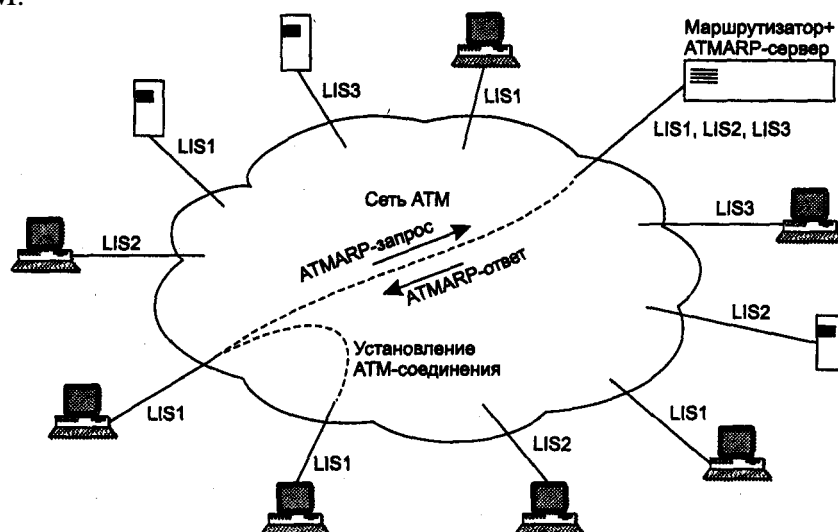 м.
Маршрутизатор+
ATMARP-сервер
LIS3
LIS1
LIS1
LIS1, LIS2, LIS3
Сеть ATM
LIS2
ATMARP-запрос
LIS3
ATMARP-ответ
LIS2
Установление
ATM-соединения
LIS1
LIS1
LIS2
LIS1